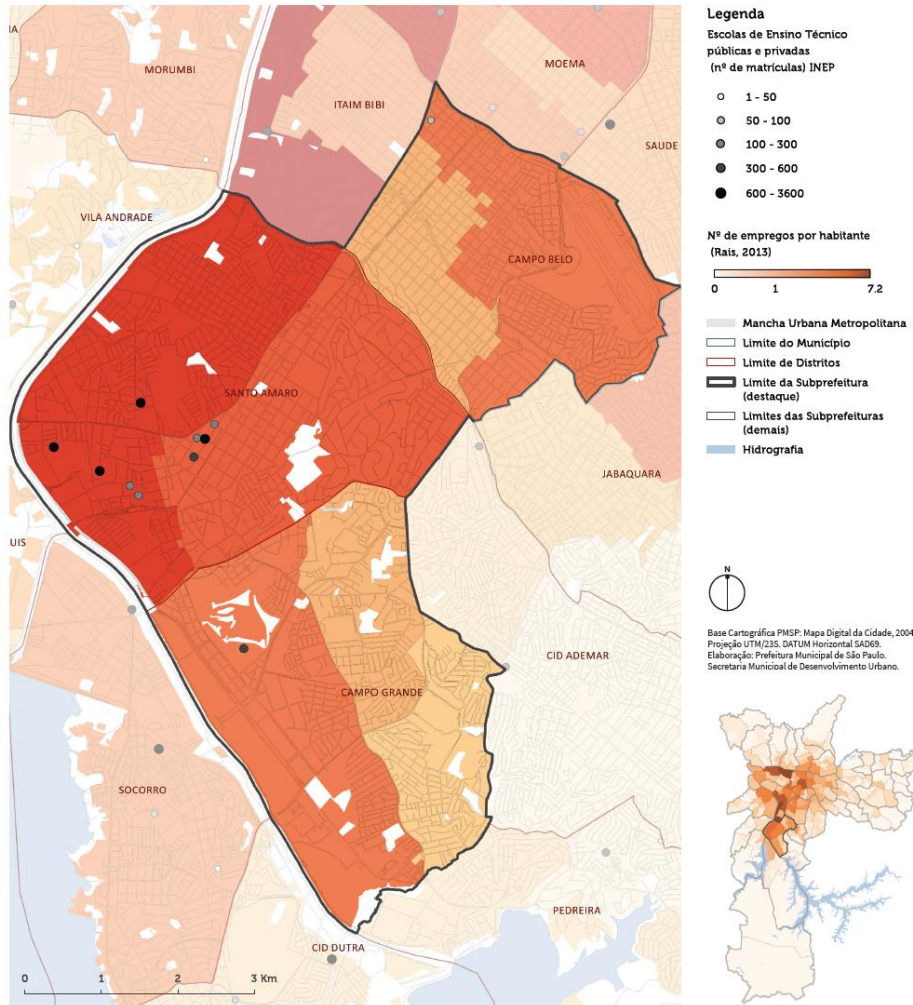 IA
MORUMBI
MOEMA
ITAIM BIBI
SAUDE
VILA ANDRADE
CAMPO BELO
SANTO AMARO
JABAQUARA
UIS
CID ADEMAR
CAMPO GRANDE
SOCORRO
PEDREIRA
CID DUTRA
0 1 2 3 Km
Legenda
Escolas de Ensino Técnico
públicas e privadas
(nº de matrículas) INEP
1 - 50
50 - 100
100 - 300
300 - 600
600 - 3600
Nº de empregos por habitante
(Rais, 2013)
0 1 7.2
Mancha Urbana Metropolitana
Limite do Município
Limite de Distritos
Limite da Subprefeitura
(destaque)
Limites das Subprefeituras
(demais)
Hidrografia
N
Base Cartográfica PMSP: Mapa Digital da Cidade, 2004
Projeção UTM/23S. DATUM Horizontal SAD69.
Elaboração: Prefeitura Municipal de São Paulo.
Secretaria Municipal de Desenvolvimento Urbano.